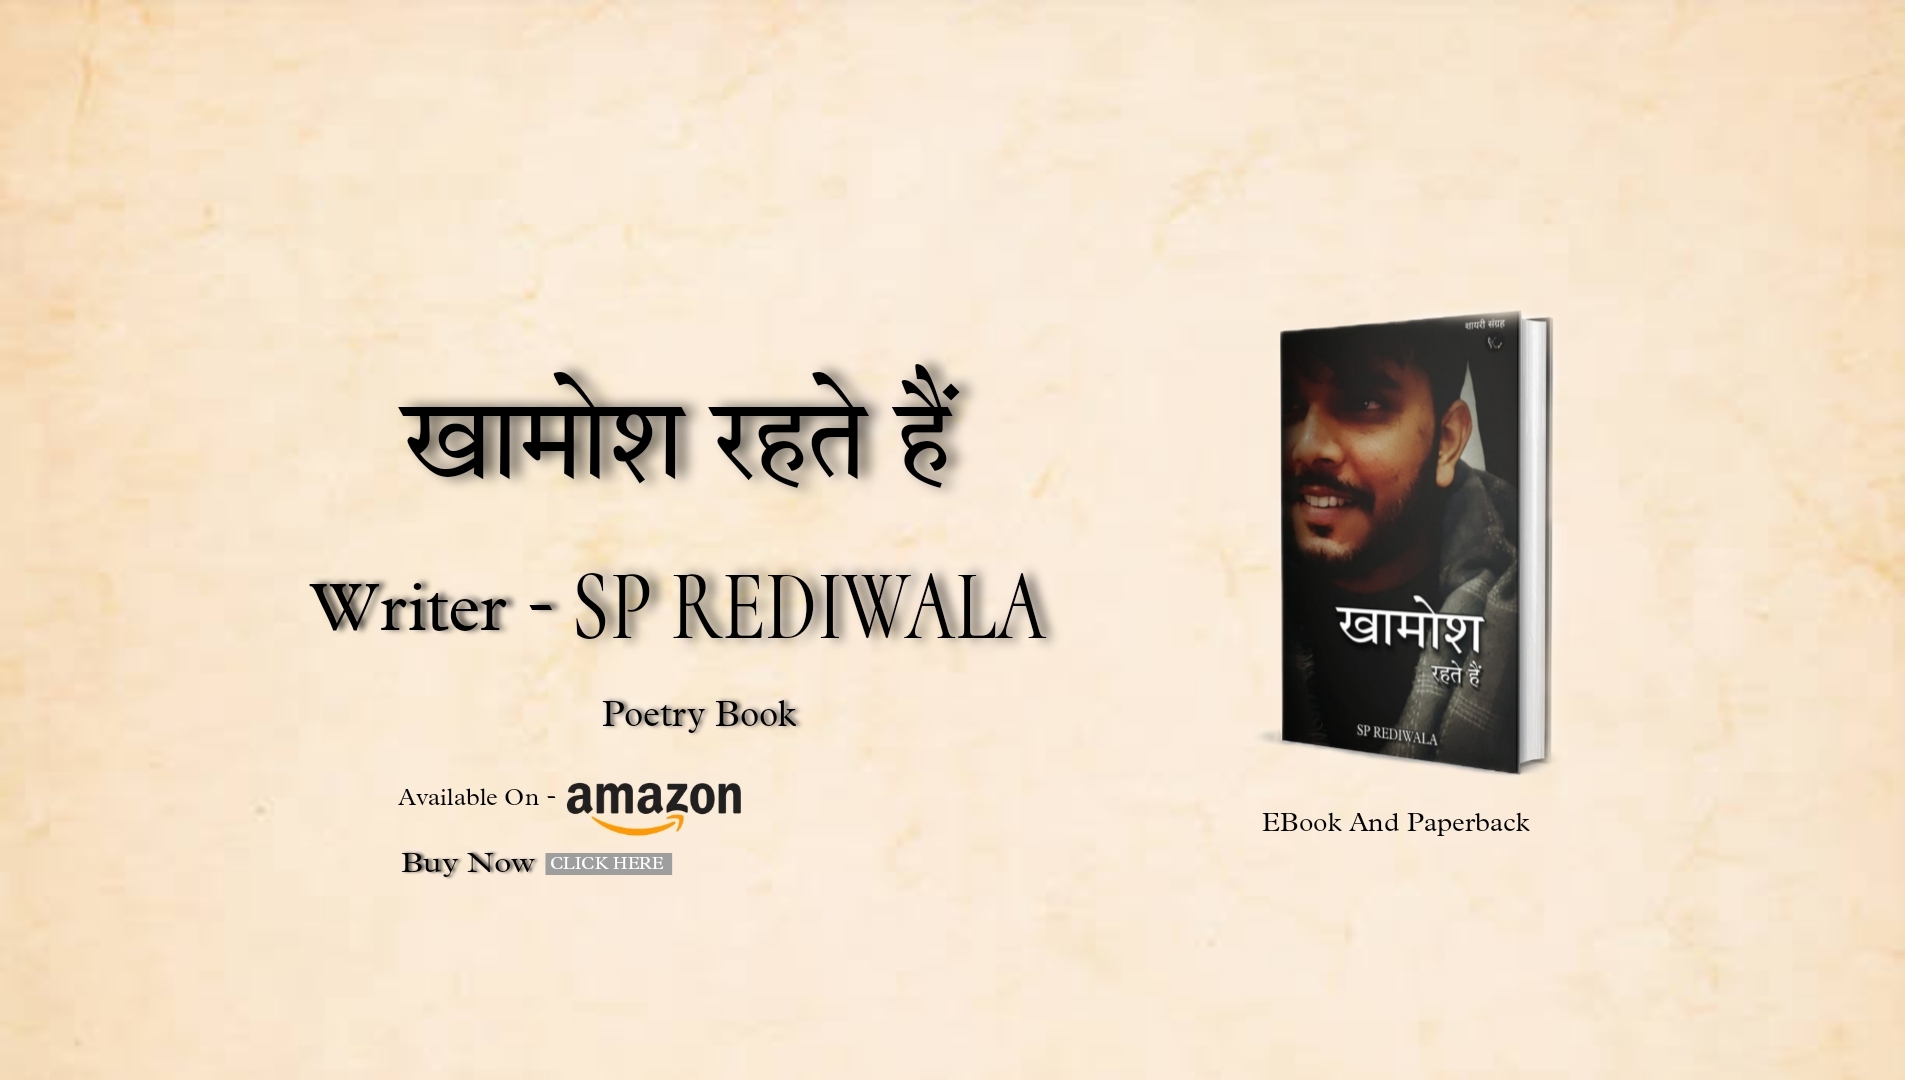 खामोश रहते हैं
Writer - SP REDIWALA
Poetry Book
Available On - amazon
Buy Now CLICK HERE
शायरी संग्रह
खामोश
रहते हैं
SP REDIWALA
EBook And Paperback